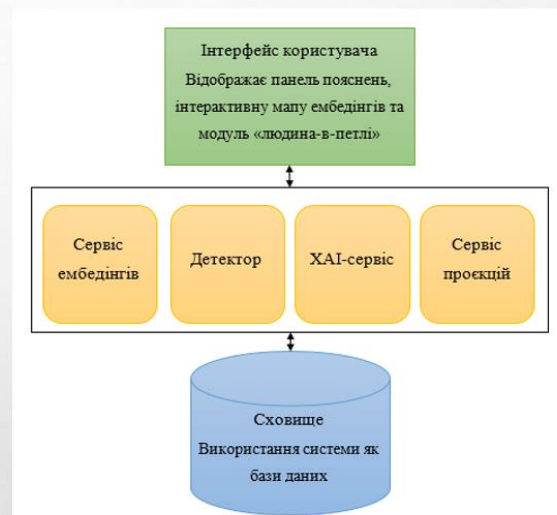 Інтерфейс користувача
Відображає панель пояснень,
інтерактивну мапу ембедінгів та
модуль «людина-в-петлі»
Сервіс
ембедінгів
Детектор
XAI-сервіс
Сервіс
проєкцій
Сховище
Використання системи як
бази даних